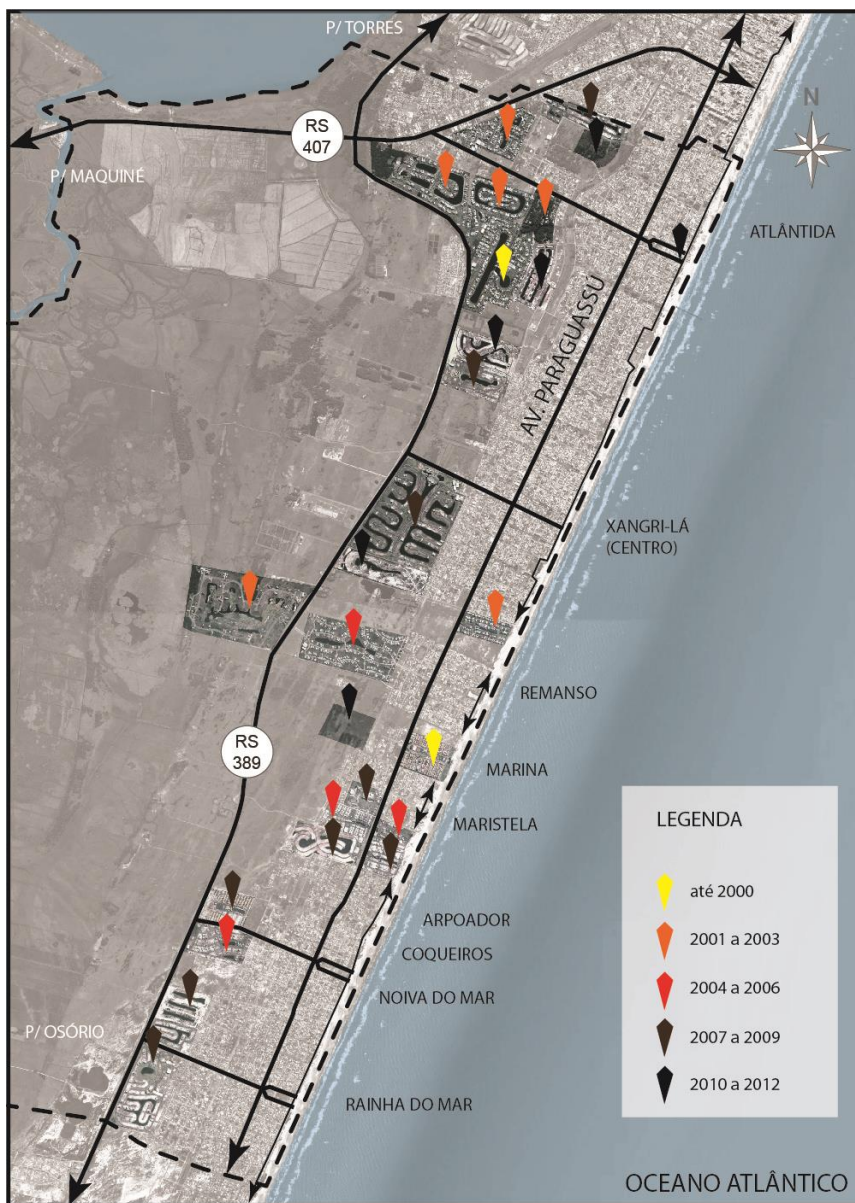 P/ TORRES
RS
407
N
P/ MAQUINÉ
ATLÂNTIDA
AV. PARAGUASSÚ
XANGRI-LÁ
(CENTRO)
REMANSO
RS
389
MARINA
MARISTELA
ARPOADOR
COQUEIROS
NOIVA DO MAR
P/ OSÓRIO
RAINHA DO MAR
LEGENDA
até 2000
2001 a 2003
2004 a 2006
2007 a 2009
2010 a 2012
OCEANO ATLÂNTICO